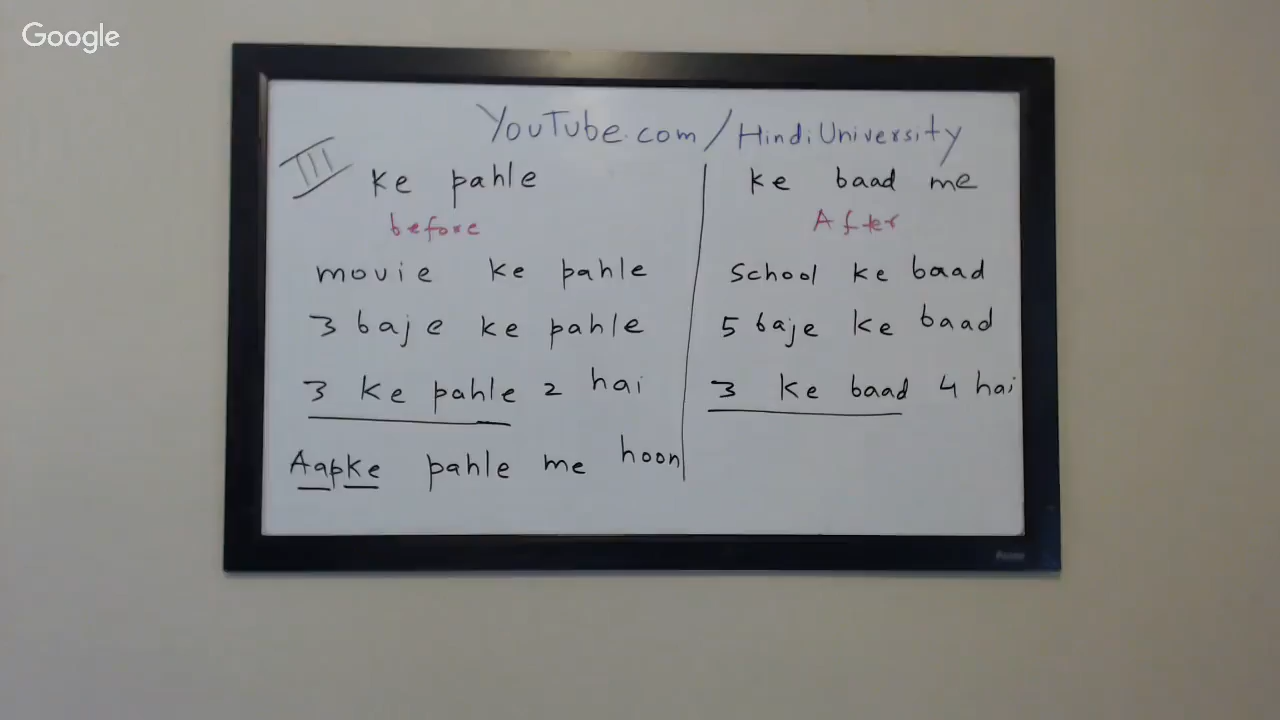 Google
YouTube.com/HindiUniversity
III
ke pahle
before
movie ke pahle
3 baje ke pahle
3 ke pahle 2 hai
Aapke pahle me hoon
ke baad me
After
School ke baad
5 baje ke baad
3 ke baad 4 hai